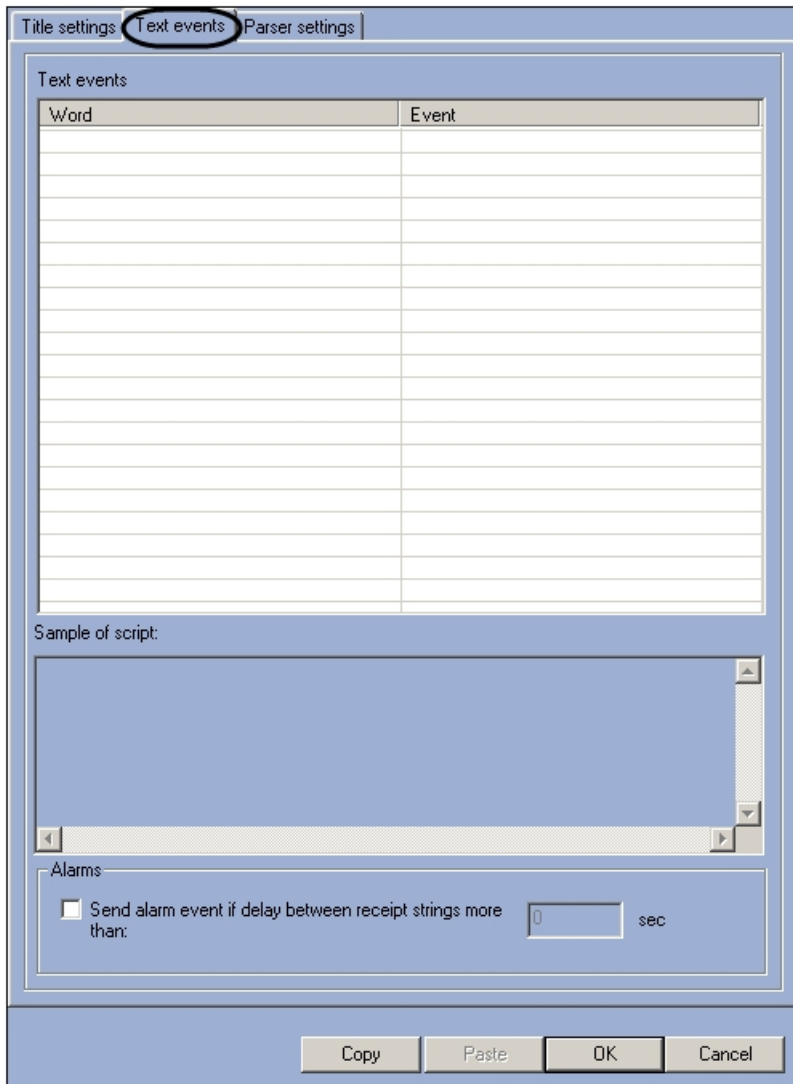 Title settings Text events Parser settings
Text events
Word Event
Sample of script:
Alarms
Send alarm event if delay between receipt strings more
than:
0 sec
Copy Paste OK Cancel